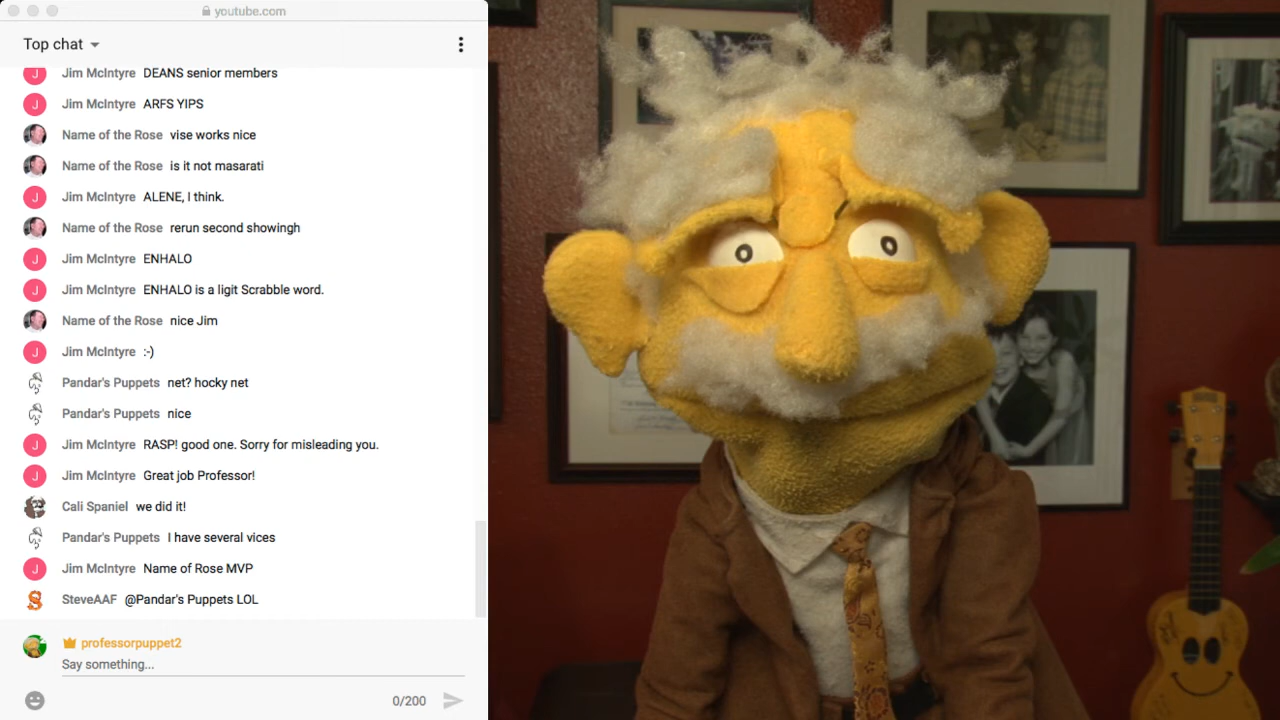 youtube.com
Top chat
Jim McIntyre DEANS senior members
Jim McIntyre ARFS YIPS
Name of the Rose vise works nice
Name of the Rose is it not masarati
Jim McIntyre ALENE, I think.
Name of the Rose rerun second showingh
Jim McIntyre ENHALO
Jim McIntyre ENHALO is a ligit Scrabble word.
Name of the Rose nice Jim
Jim McIntyre :-)
Pandar's Puppets net? hocky net
Pandar's Puppets nice
Jim McIntyre RASP! good one. Sorry for misleading you.
Jim McIntyre Great job Professor!
Cali Spaniel we did it!
Pandar's Puppets I have several vices
Jim McIntyre Name of Rose MVP
SteveAAF @Pandar's Puppets LOL
professorpuppet2
Say something...
0/200